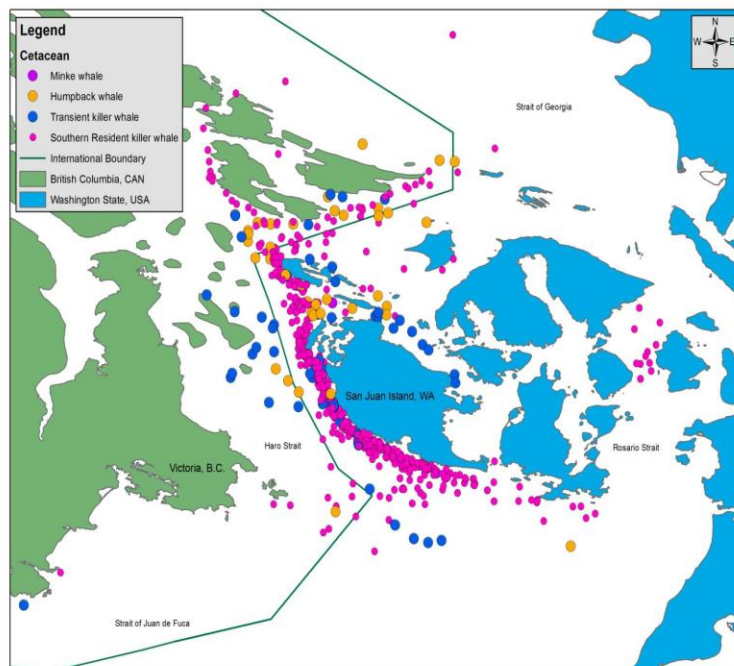 Legend
Cetacean
Minke whale
Humpback whale
Transient killer whale
Southern Resident killer whale
International Boundary
British Columbia, CAN
Washington State, USA
N
W E
S
Strait of Georgia
San Juan Island, WA
Haro Strait
Rosario Strait
Victoria, B.C.
Strait of Juan de Fuca